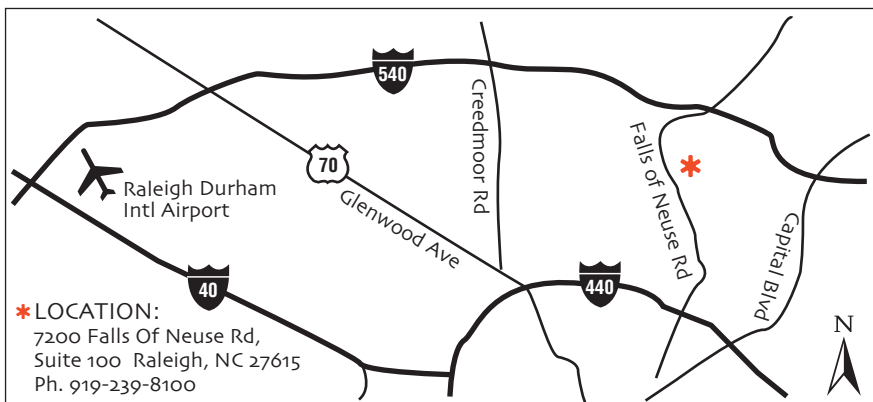 540
Creedmoor Rd
Falls of Neuse Rd
70
Raleigh Durham
Intl Airport
Glenwood Ave
Capital Blvd
40
440
* LOCATION:
7200 Falls Of Neuse Rd,
Suite 100 Raleigh, NC 27615
Ph. 919-239-8100
N